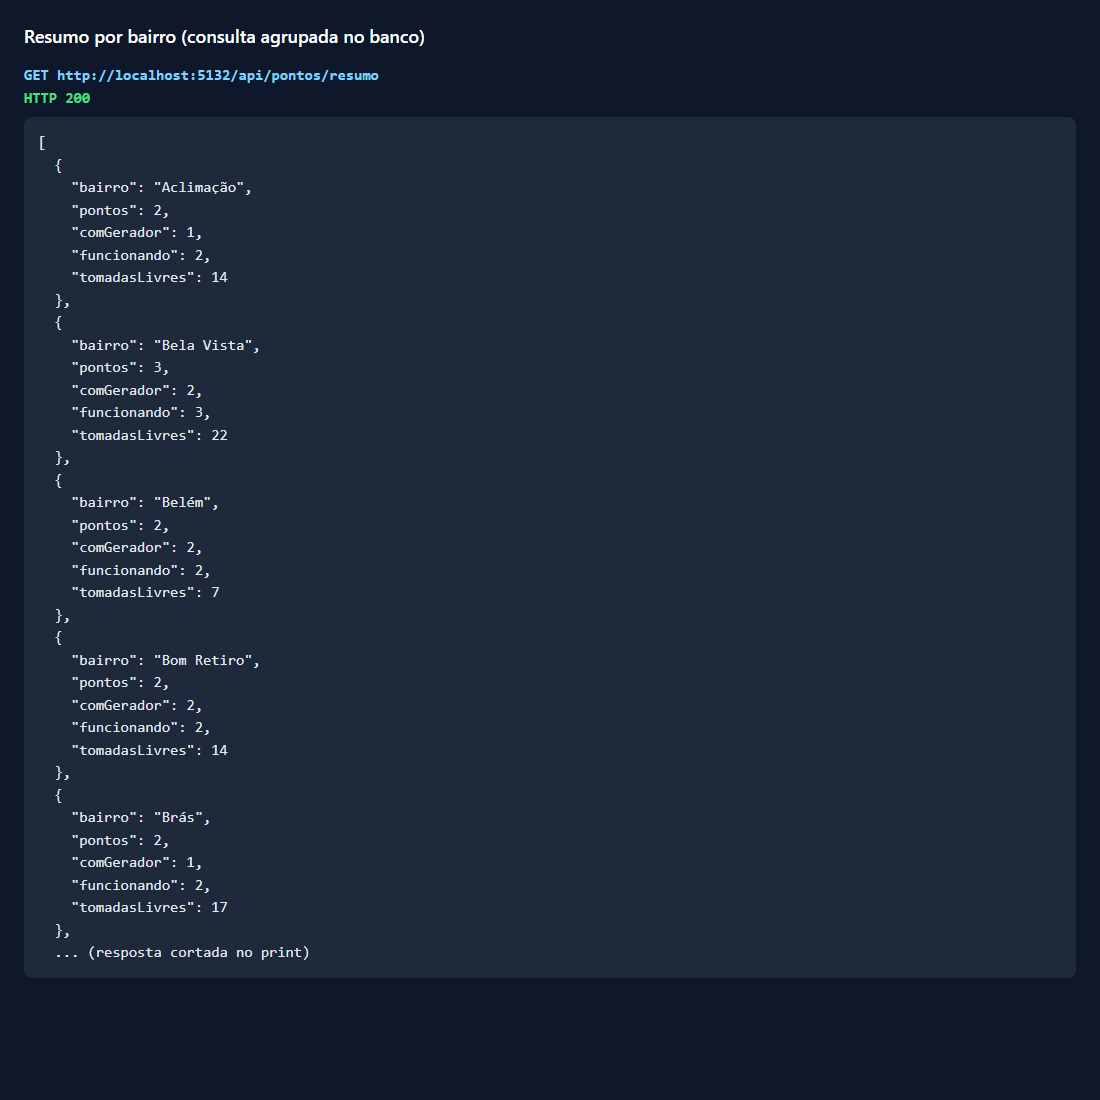 Resumo por bairro (consulta agrupada no banco)
GET http://localhost:5132/api/pontos/resumo
HTTP 200
[
  {
    "bairro": "Aclimação",
    "pontos": 2,
    "comGerador": 1,
    "funcionando": 2,
    "tomadasLivres": 14
  },
  {
    "bairro": "Bela Vista",
    "pontos": 3,
    "comGerador": 2,
    "funcionando": 3,
    "tomadasLivres": 22
  },
  {
    "bairro": "Belém",
    "pontos": 2,
    "comGerador": 2,
    "funcionando": 2,
    "tomadasLivres": 7
  },
  {
    "bairro": "Bom Retiro",
    "pontos": 2,
    "comGerador": 2,
    "funcionando": 2,
    "tomadasLivres": 14
  },
  {
    "bairro": "Brás",
    "pontos": 2,
    "comGerador": 1,
    "funcionando": 2,
    "tomadasLivres": 17
  },
  ... (resposta cortada no print)